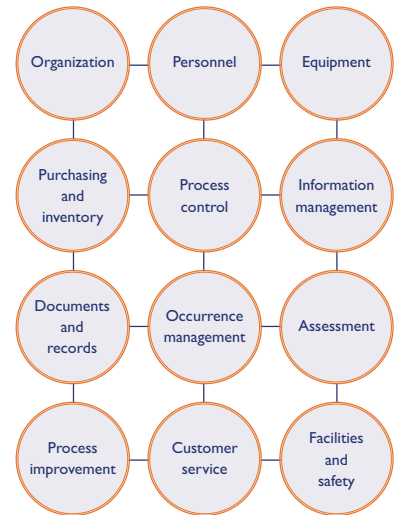 Organization
Personnel
Equipment
Purchasing
and
inventory
Process
control
Information
management
Documents
and
records
Occurrence
management
Assessment
Process
improvement
Customer
service
Facilities
and
safety